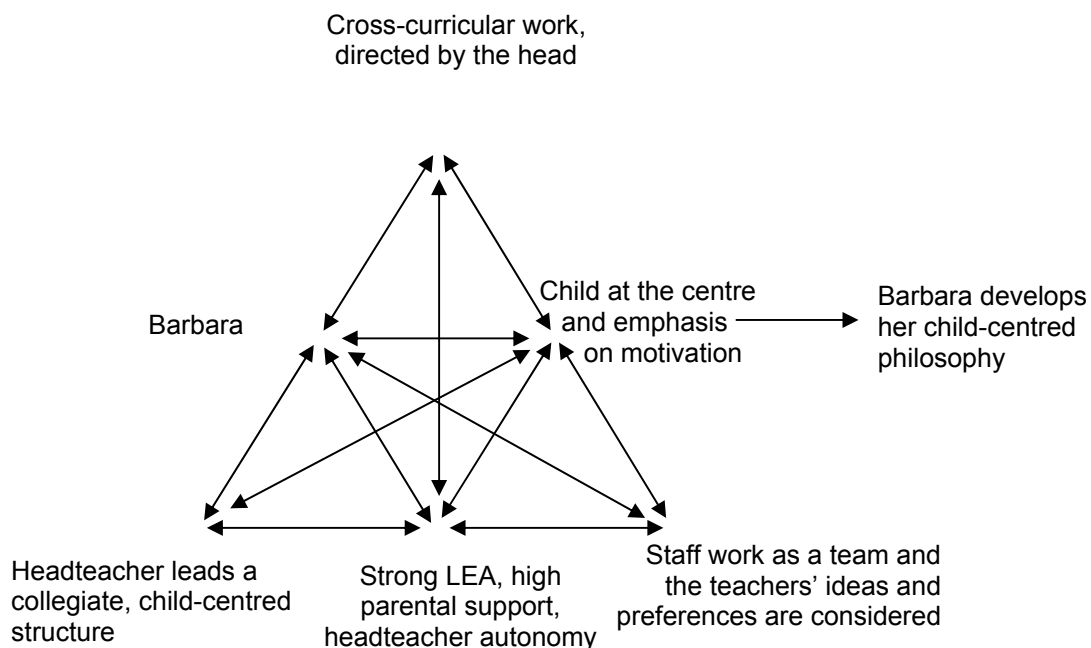 Cross-curricular work,
directed by the head
Barbara
Child at the centre
and emphasis
on motivation
Barbara develops
her child-centred
philosophy
Headteacher leads a
collegiate, child-centred
structure
Strong LEA, high
parental support,
headteacher autonomy
Staff work as a team and
the teachers’ ideas and
preferences are considered